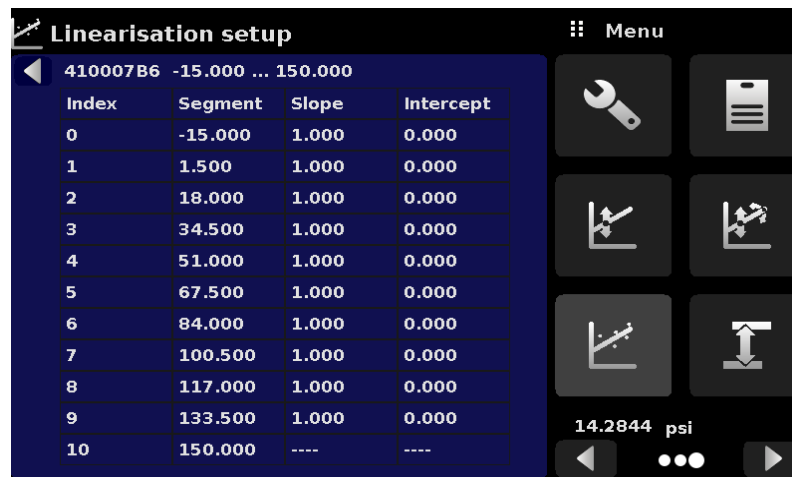 Linearisation setup
Menu
410007B6 -15.000 ... 150.000
Index Segment Slope Intercept
0 -15.000 1.000 0.000
1 1.500 1.000 0.000
2 18.000 1.000 0.000
3 34.500 1.000 0.000
4 51.000 1.000 0.000
5 67.500 1.000 0.000
6 84.000 1.000 0.000
7 100.500 1.000 0.000
8 117.000 1.000 0.000
9 133.500 1.000 0.000
10 150.000 ---- ----
14.2844 psi